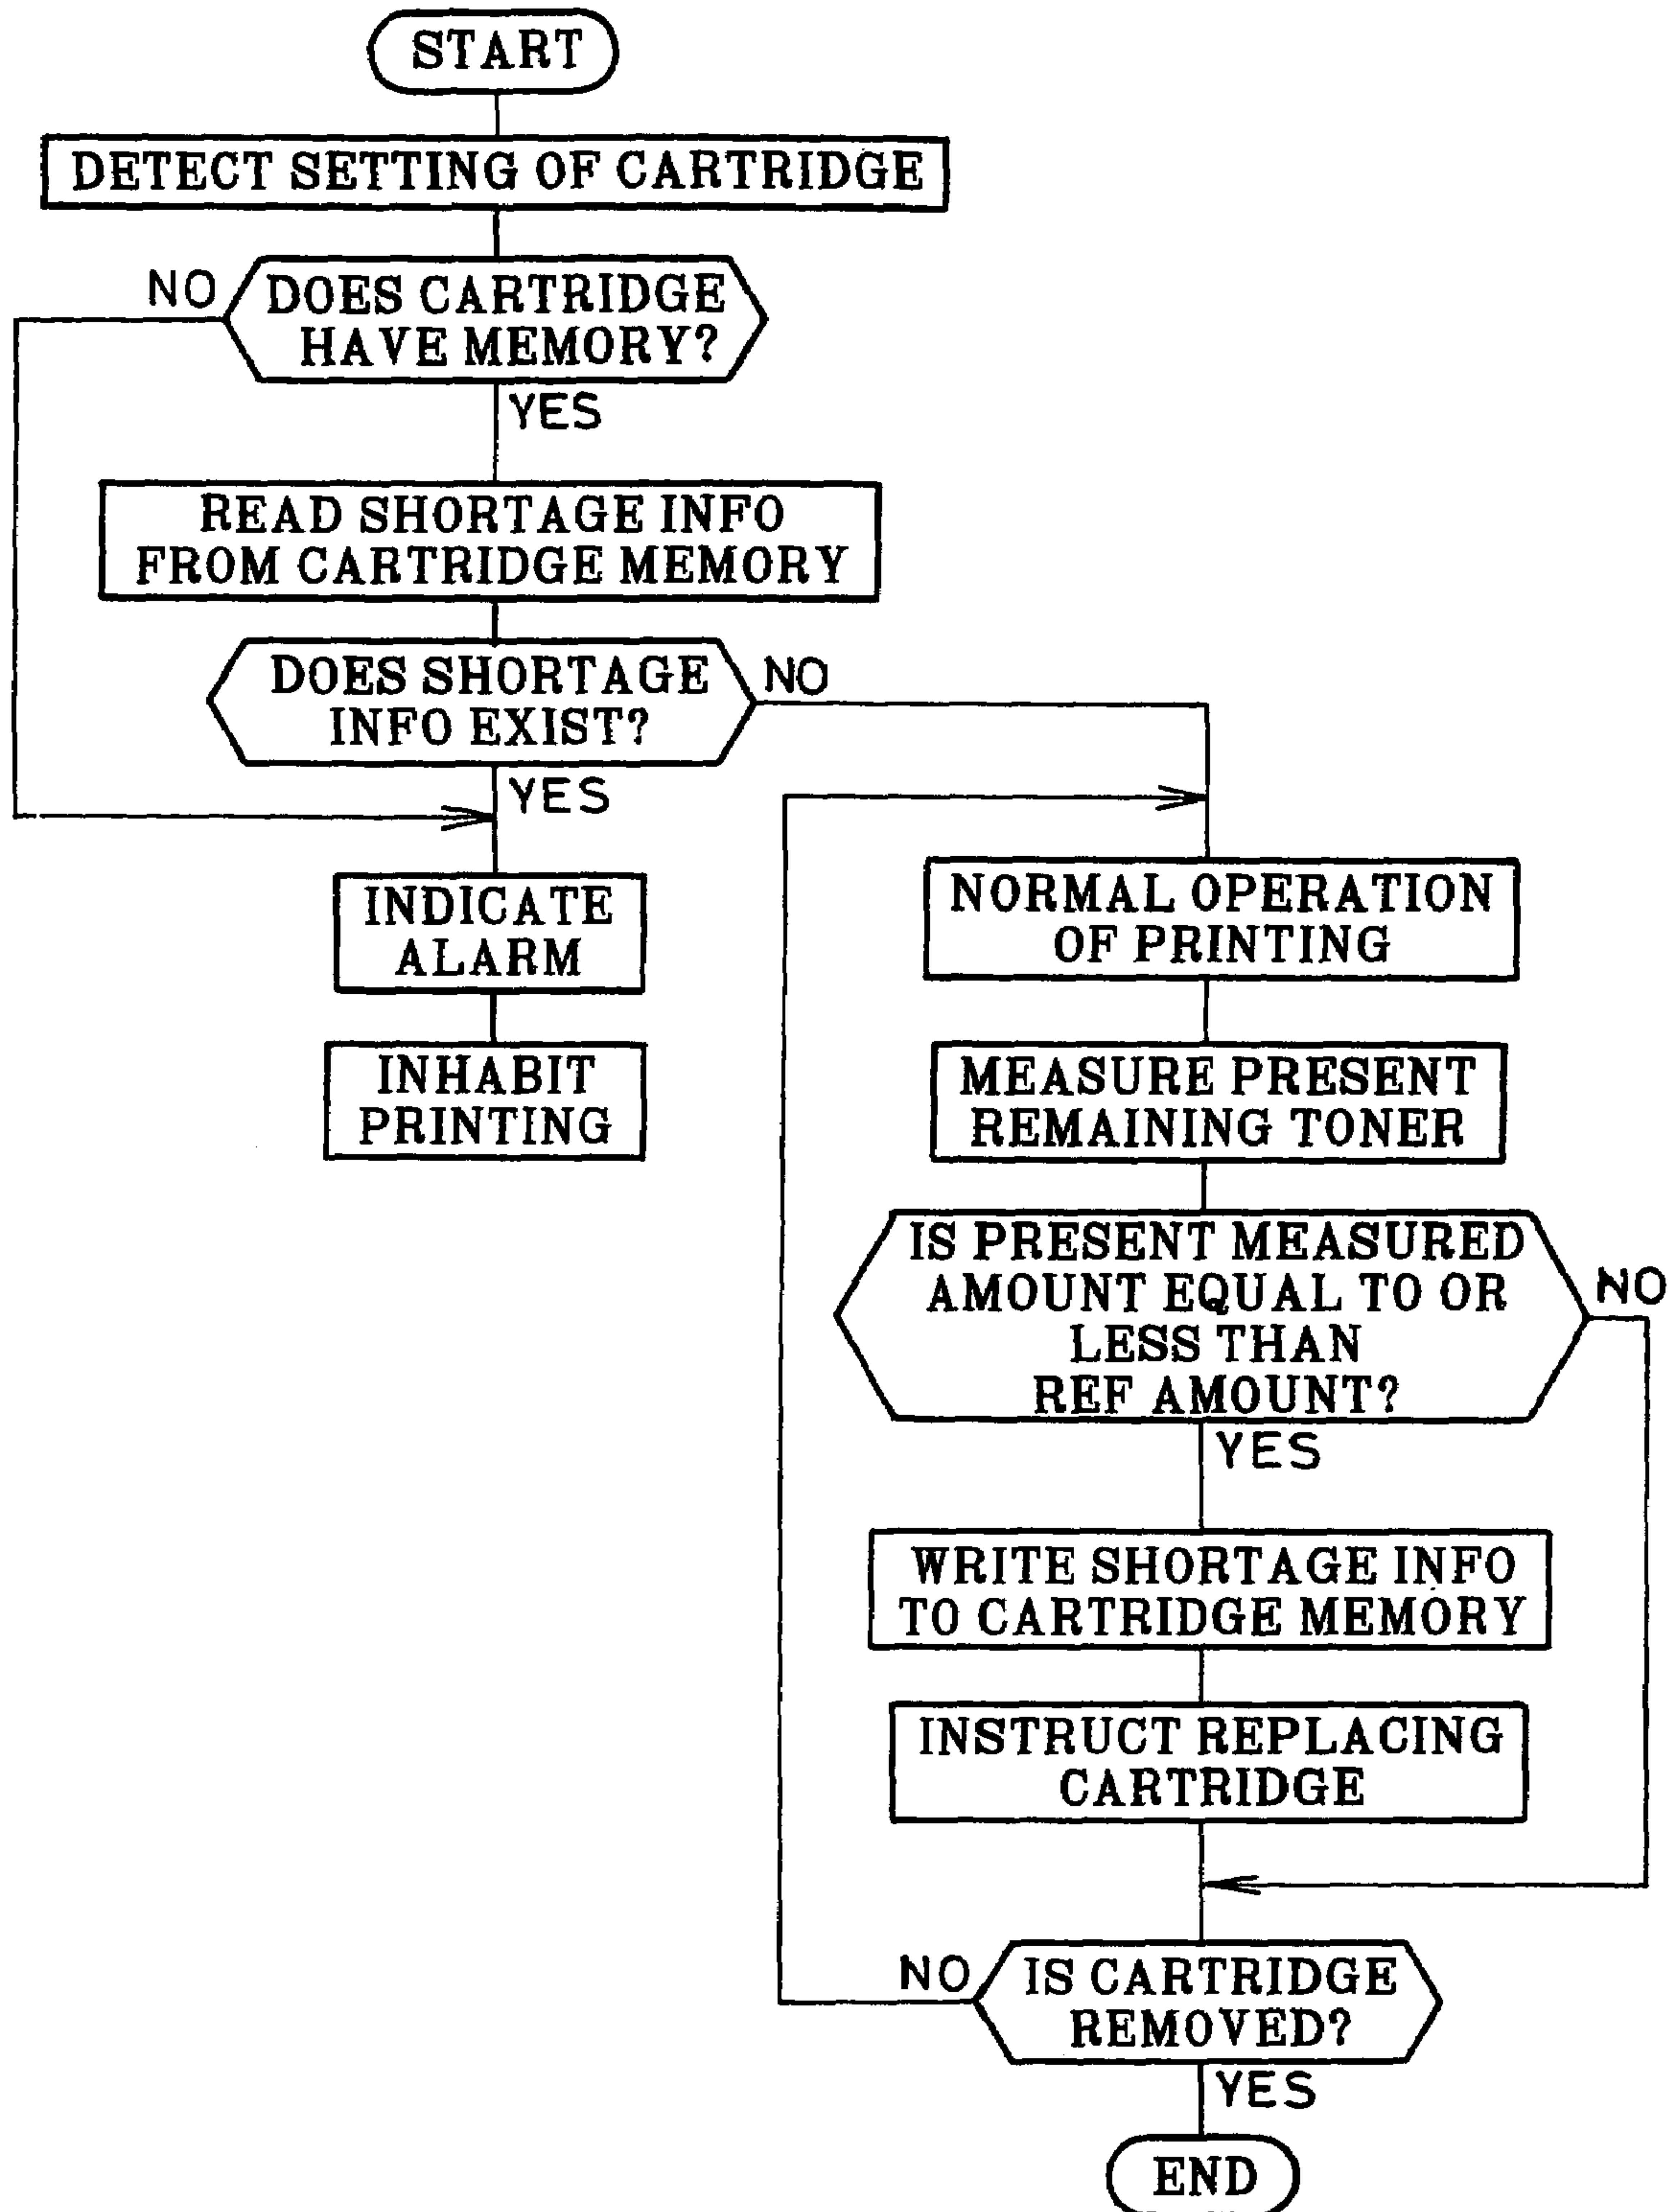 START
DETECT SETTING OF CARTRIDGE
NO
DOES CARTRIDGE
HAVE MEMORY?
YES
READ SHORTAGE INFO
FROM CARTRIDGE MEMORY
DOES SHORTAGE
INFO EXIST?
NO
YES
INDICATE
ALARM
INHABIT
PRINTING
NORMAL OPERATION
OF PRINTING
MEASURE PRESENT
REMAINING TONER
IS PRESENT MEASURED
AMOUNT EQUAL TO OR
LESS THAN
REF AMOUNT?
NO
YES
WRITE SHORTAGE INFO
TO CARTRIDGE MEMORY
INSTRUCT REPLACING
CARTRIDGE
NO
IS CARTRIDGE
REMOVED?
YES
END